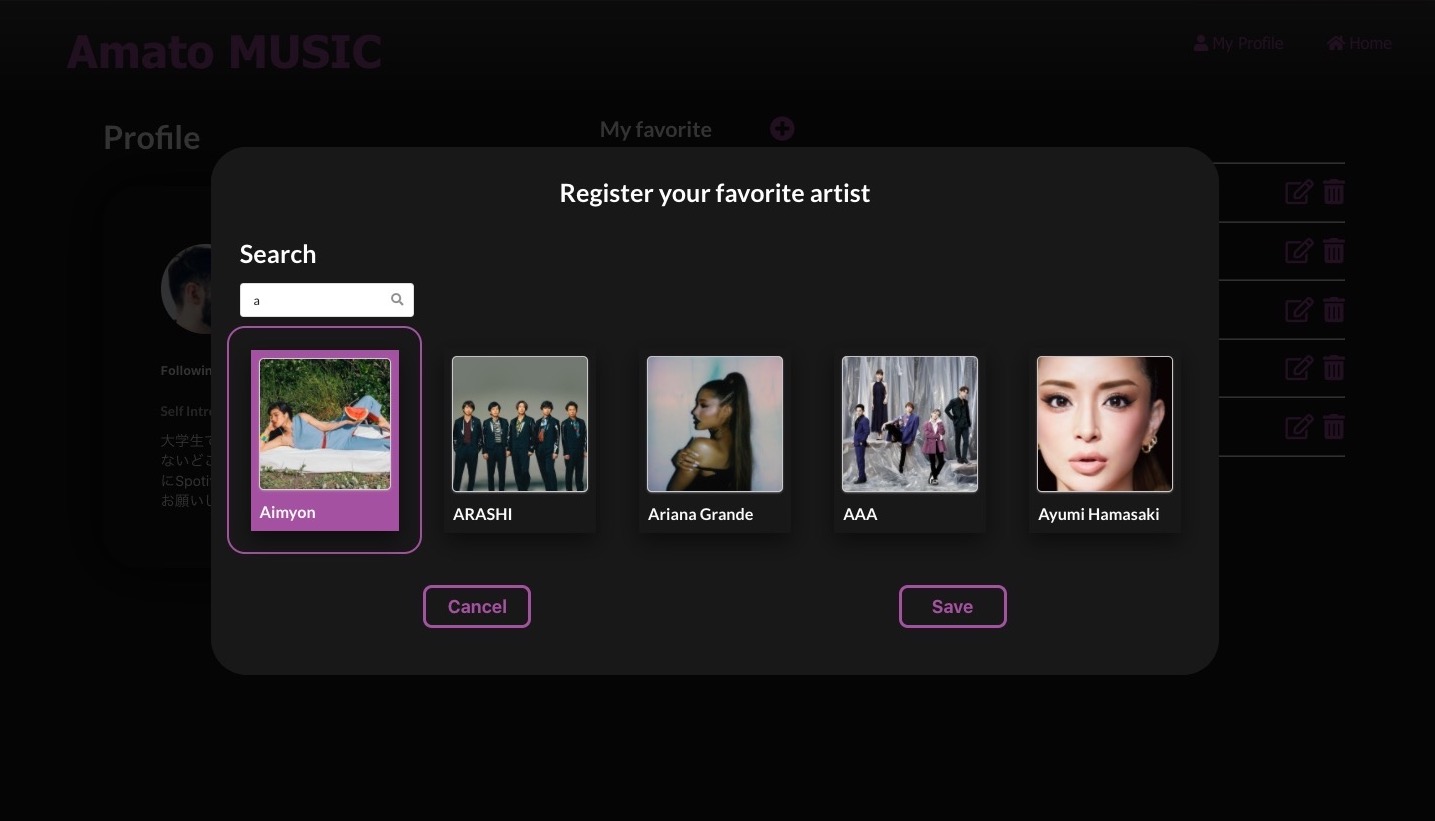 Amato MUSIC
My Profile
Home
Profile
My favorite
Register your favorite artist
Search
a
Aimyon
ARASHI
Ariana Grande
AAA
Ayumi Hamasaki
Cancel
Save
Followin
Self Intr
大学生で
ないどこ
にSpoti
お願いし